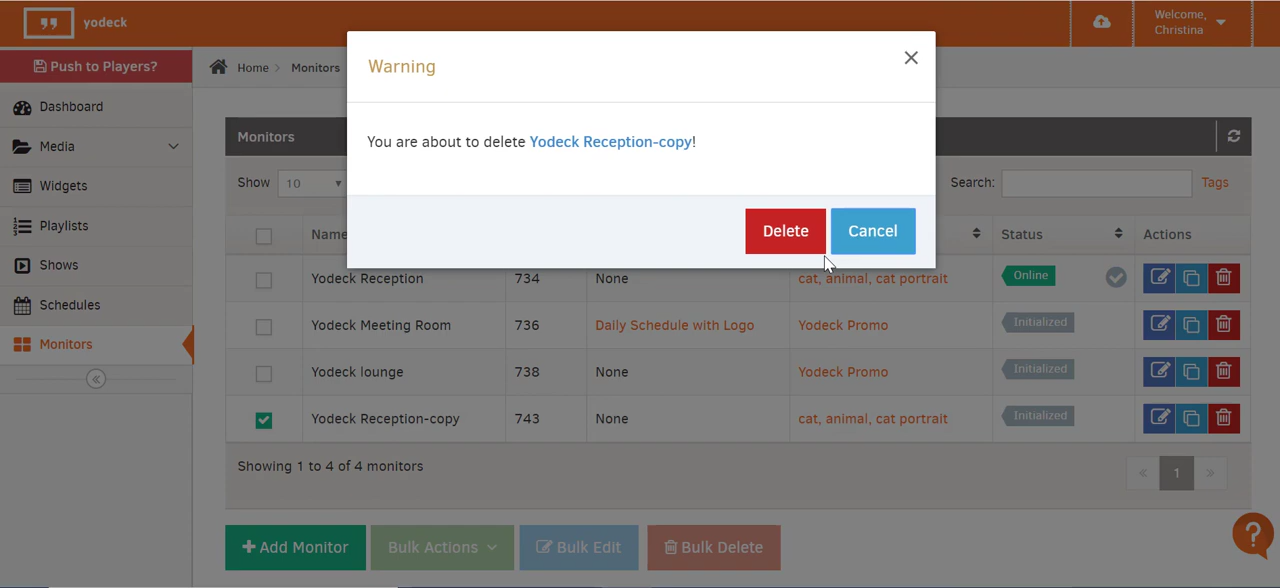 yodeck
Welcome,
Christina
Push to Players?
Home > Monitors
Dashboard
Media
Widgets
Playlists
Shows
Schedules
Monitors
Warning
You are about to delete Yodeck Reception-copy!
Delete Cancel
Monitors
Show 10 Search: Tags
Name Status Actions
Yodeck Reception 734 None cat, animal, cat portrait Online
Yodeck Meeting Room 736 Daily Schedule with Logo Yodeck Promo Initialized
Yodeck lounge 738 None Yodeck Promo Initialized
Yodeck Reception-copy 743 None cat, animal, cat portrait Initialized
Showing 1 to 4 of 4 monitors
« 1 »
+ Add Monitor Bulk Actions Bulk Edit Bulk Delete
?